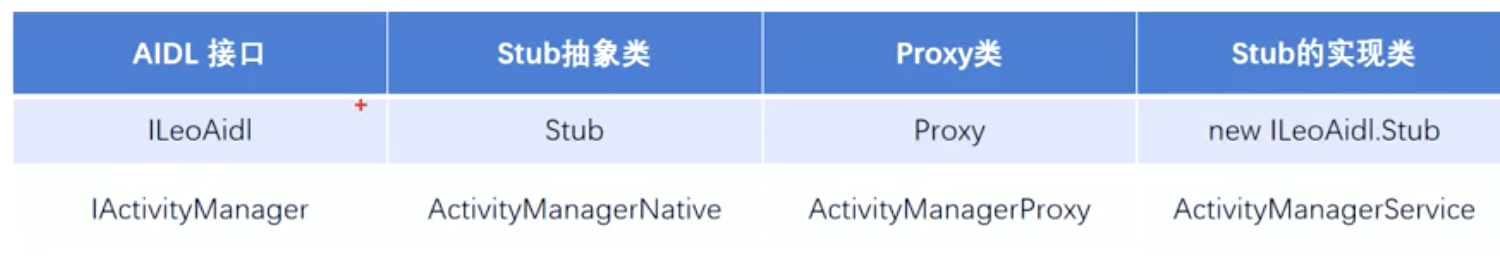 AIDL 接口 Stub抽象类 Proxy类 Stub的实现类
ILeoAidl Stub Proxy new ILeoAidl.Stub
IActivityManager ActivityManagerNative ActivityManagerProxy ActivityManagerService